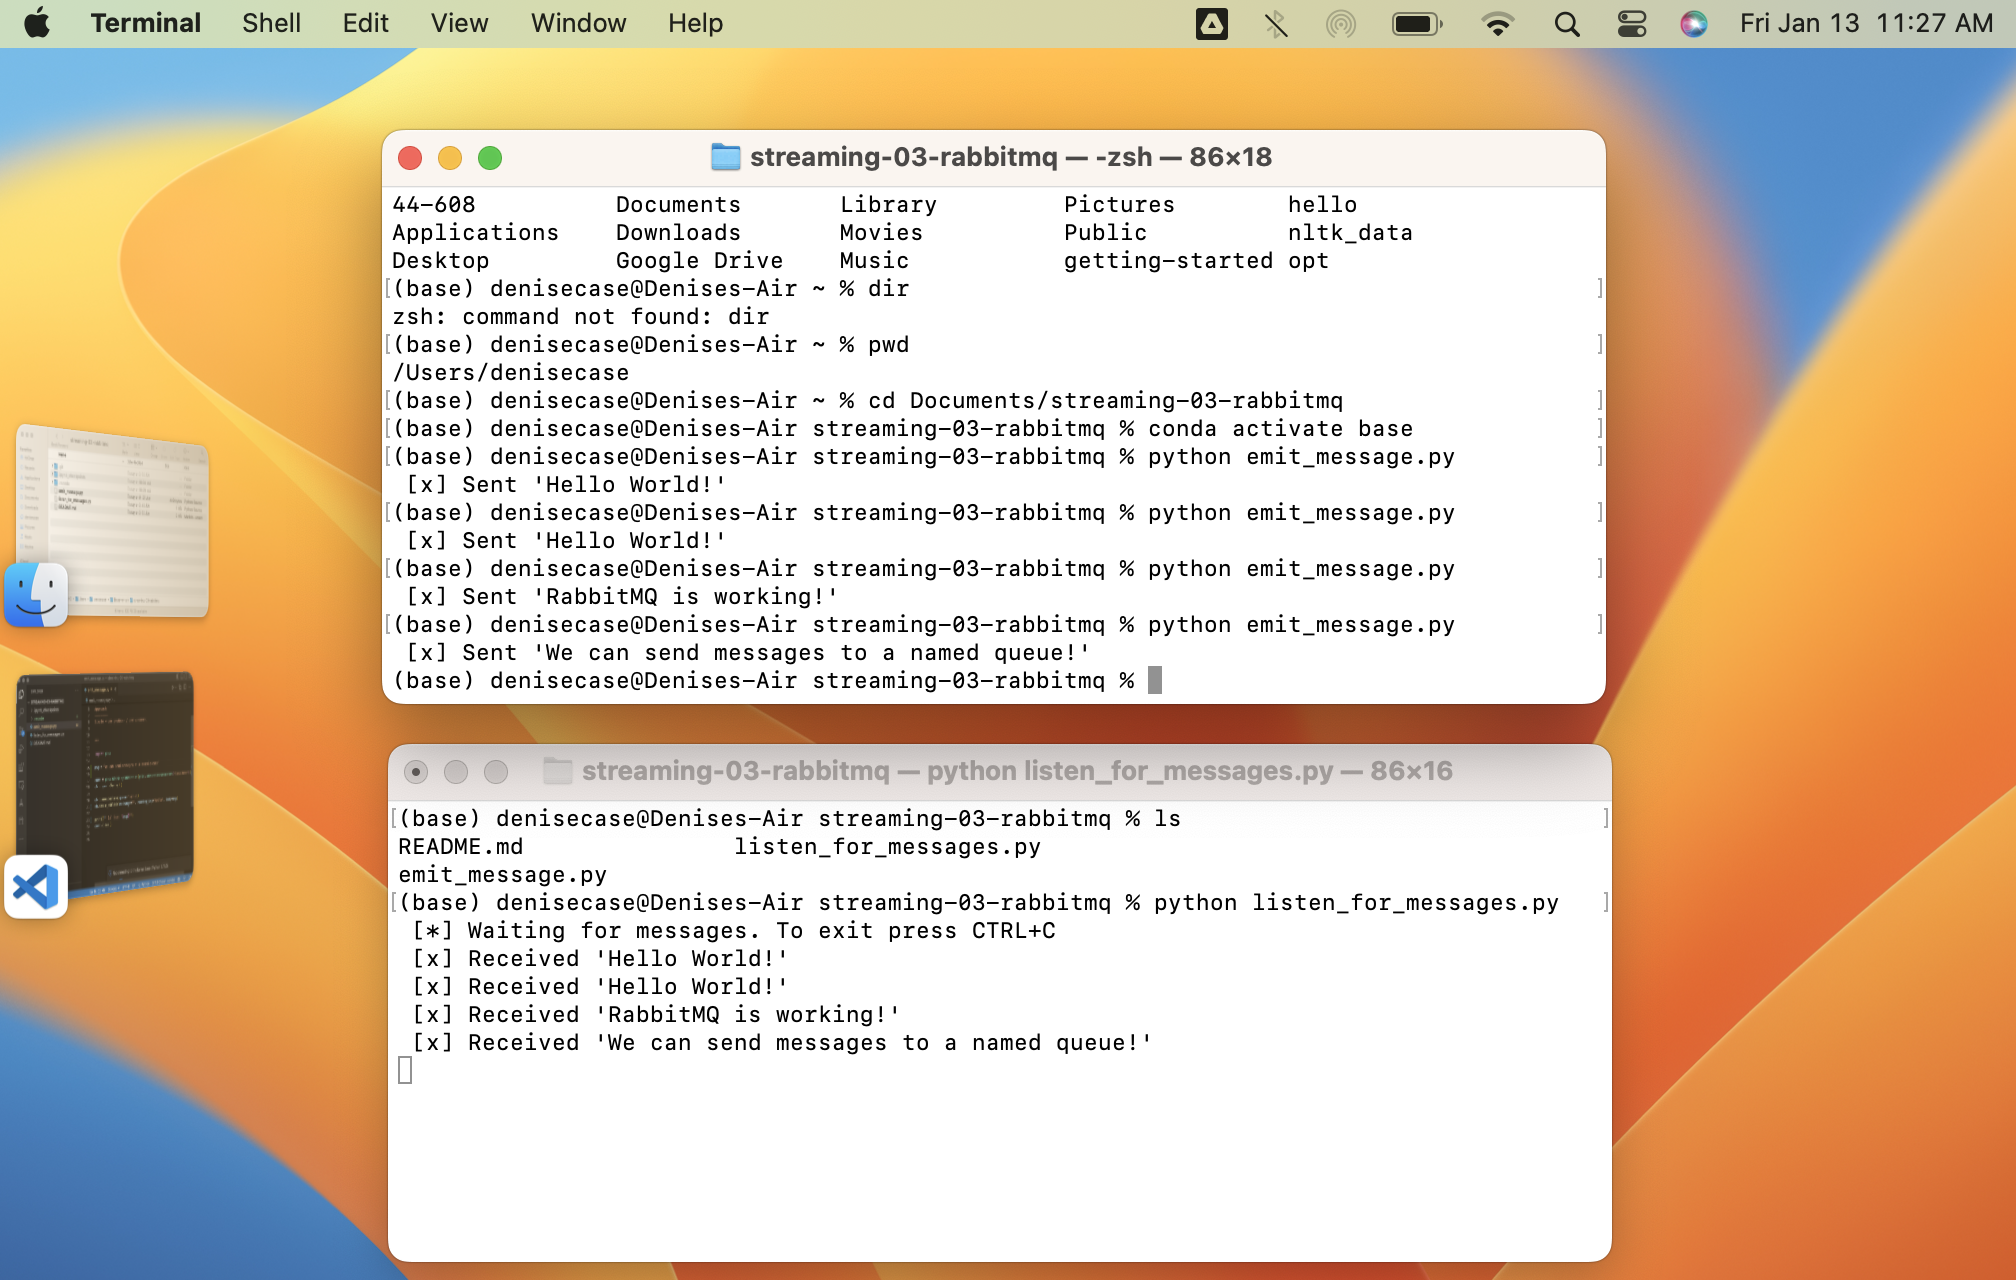 Terminal Shell Edit View Window Help Fri Jan 13 11:27 AM
streaming-03-rabbitmq — -zsh — 86×18
44-608 Documents Library Pictures hello
Applications Downloads Movies Public nltk_data
Desktop Google Drive Music getting-started opt
[(base) denisecase@Denises-Air ~ % dir ]
zsh: command not found: dir
[(base) denisecase@Denises-Air ~ % pwd ]
/Users/denisecase
[(base) denisecase@Denises-Air ~ % cd Documents/streaming-03-rabbitmq ]
[(base) denisecase@Denises-Air streaming-03-rabbitmq % conda activate base ]
[(base) denisecase@Denises-Air streaming-03-rabbitmq % python emit_message.py ]
[x] Sent 'Hello World!'
[(base) denisecase@Denises-Air streaming-03-rabbitmq % python emit_message.py ]
[x] Sent 'Hello World!'
[(base) denisecase@Denises-Air streaming-03-rabbitmq % python emit_message.py ]
[x] Sent 'RabbitMQ is working!'
[(base) denisecase@Denises-Air streaming-03-rabbitmq % python emit_message.py ]
[x] Sent 'We can send messages to a named queue!'
(base) denisecase@Denises-Air streaming-03-rabbitmq %
streaming-03-rabbitmq — python listen_for_messages.py — 86×16
[(base) denisecase@Denises-Air streaming-03-rabbitmq % ls ]
README.md listen_for_messages.py
emit_message.py
[(base) denisecase@Denises-Air streaming-03-rabbitmq % python listen_for_messages.py ]
[*] Waiting for messages. To exit press CTRL+C
[x] Received 'Hello World!'
[x] Received 'Hello World!'
[x] Received 'RabbitMQ is working!'
[x] Received 'We can send messages to a named queue!'